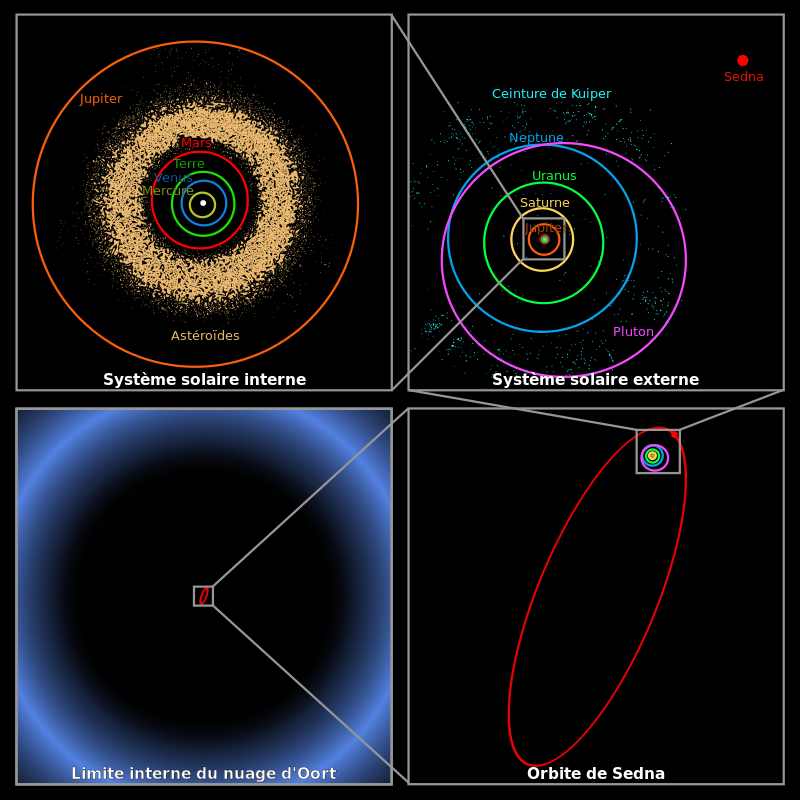 Jupiter
Mars
Terre
Venus
Mercure
Astéroïdes
Système solaire interne
Sedna
Ceinture de Kuiper
Neptune
Uranus
Saturne
Jupiter
Pluton
Système solaire externe
Limite interne du nuage d'Oort
Orbite de Sedna